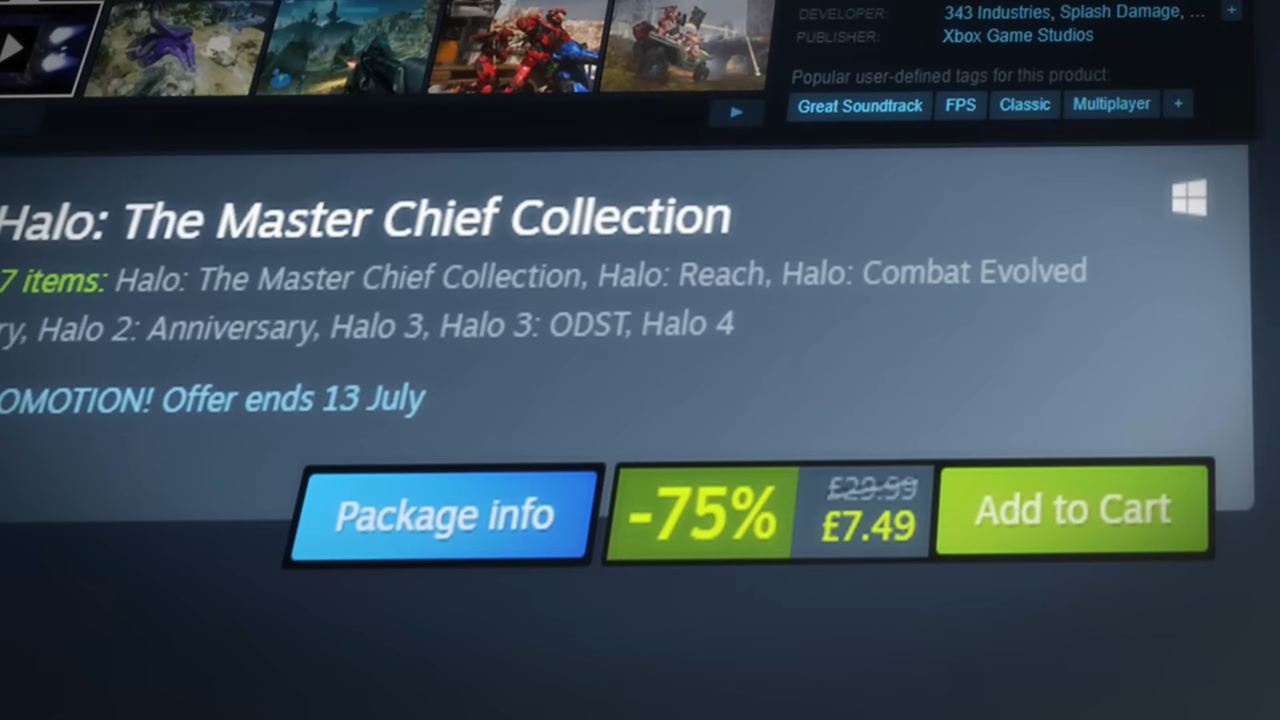 DEVELOPER: 343 Industries, Splash Damage, ... +
PUBLISHER: Xbox Game Studios
Popular user-defined tags for this product:
Great Soundtrack FPS Classic Multiplayer +
Halo: The Master Chief Collection
7 items: Halo: The Master Chief Collection, Halo: Reach, Halo: Combat Evolved
ry, Halo 2: Anniversary, Halo 3, Halo 3: ODST, Halo 4
OMOTION! Offer ends 13 July
Package info
-75%
£29.99
£7.49
Add to Cart